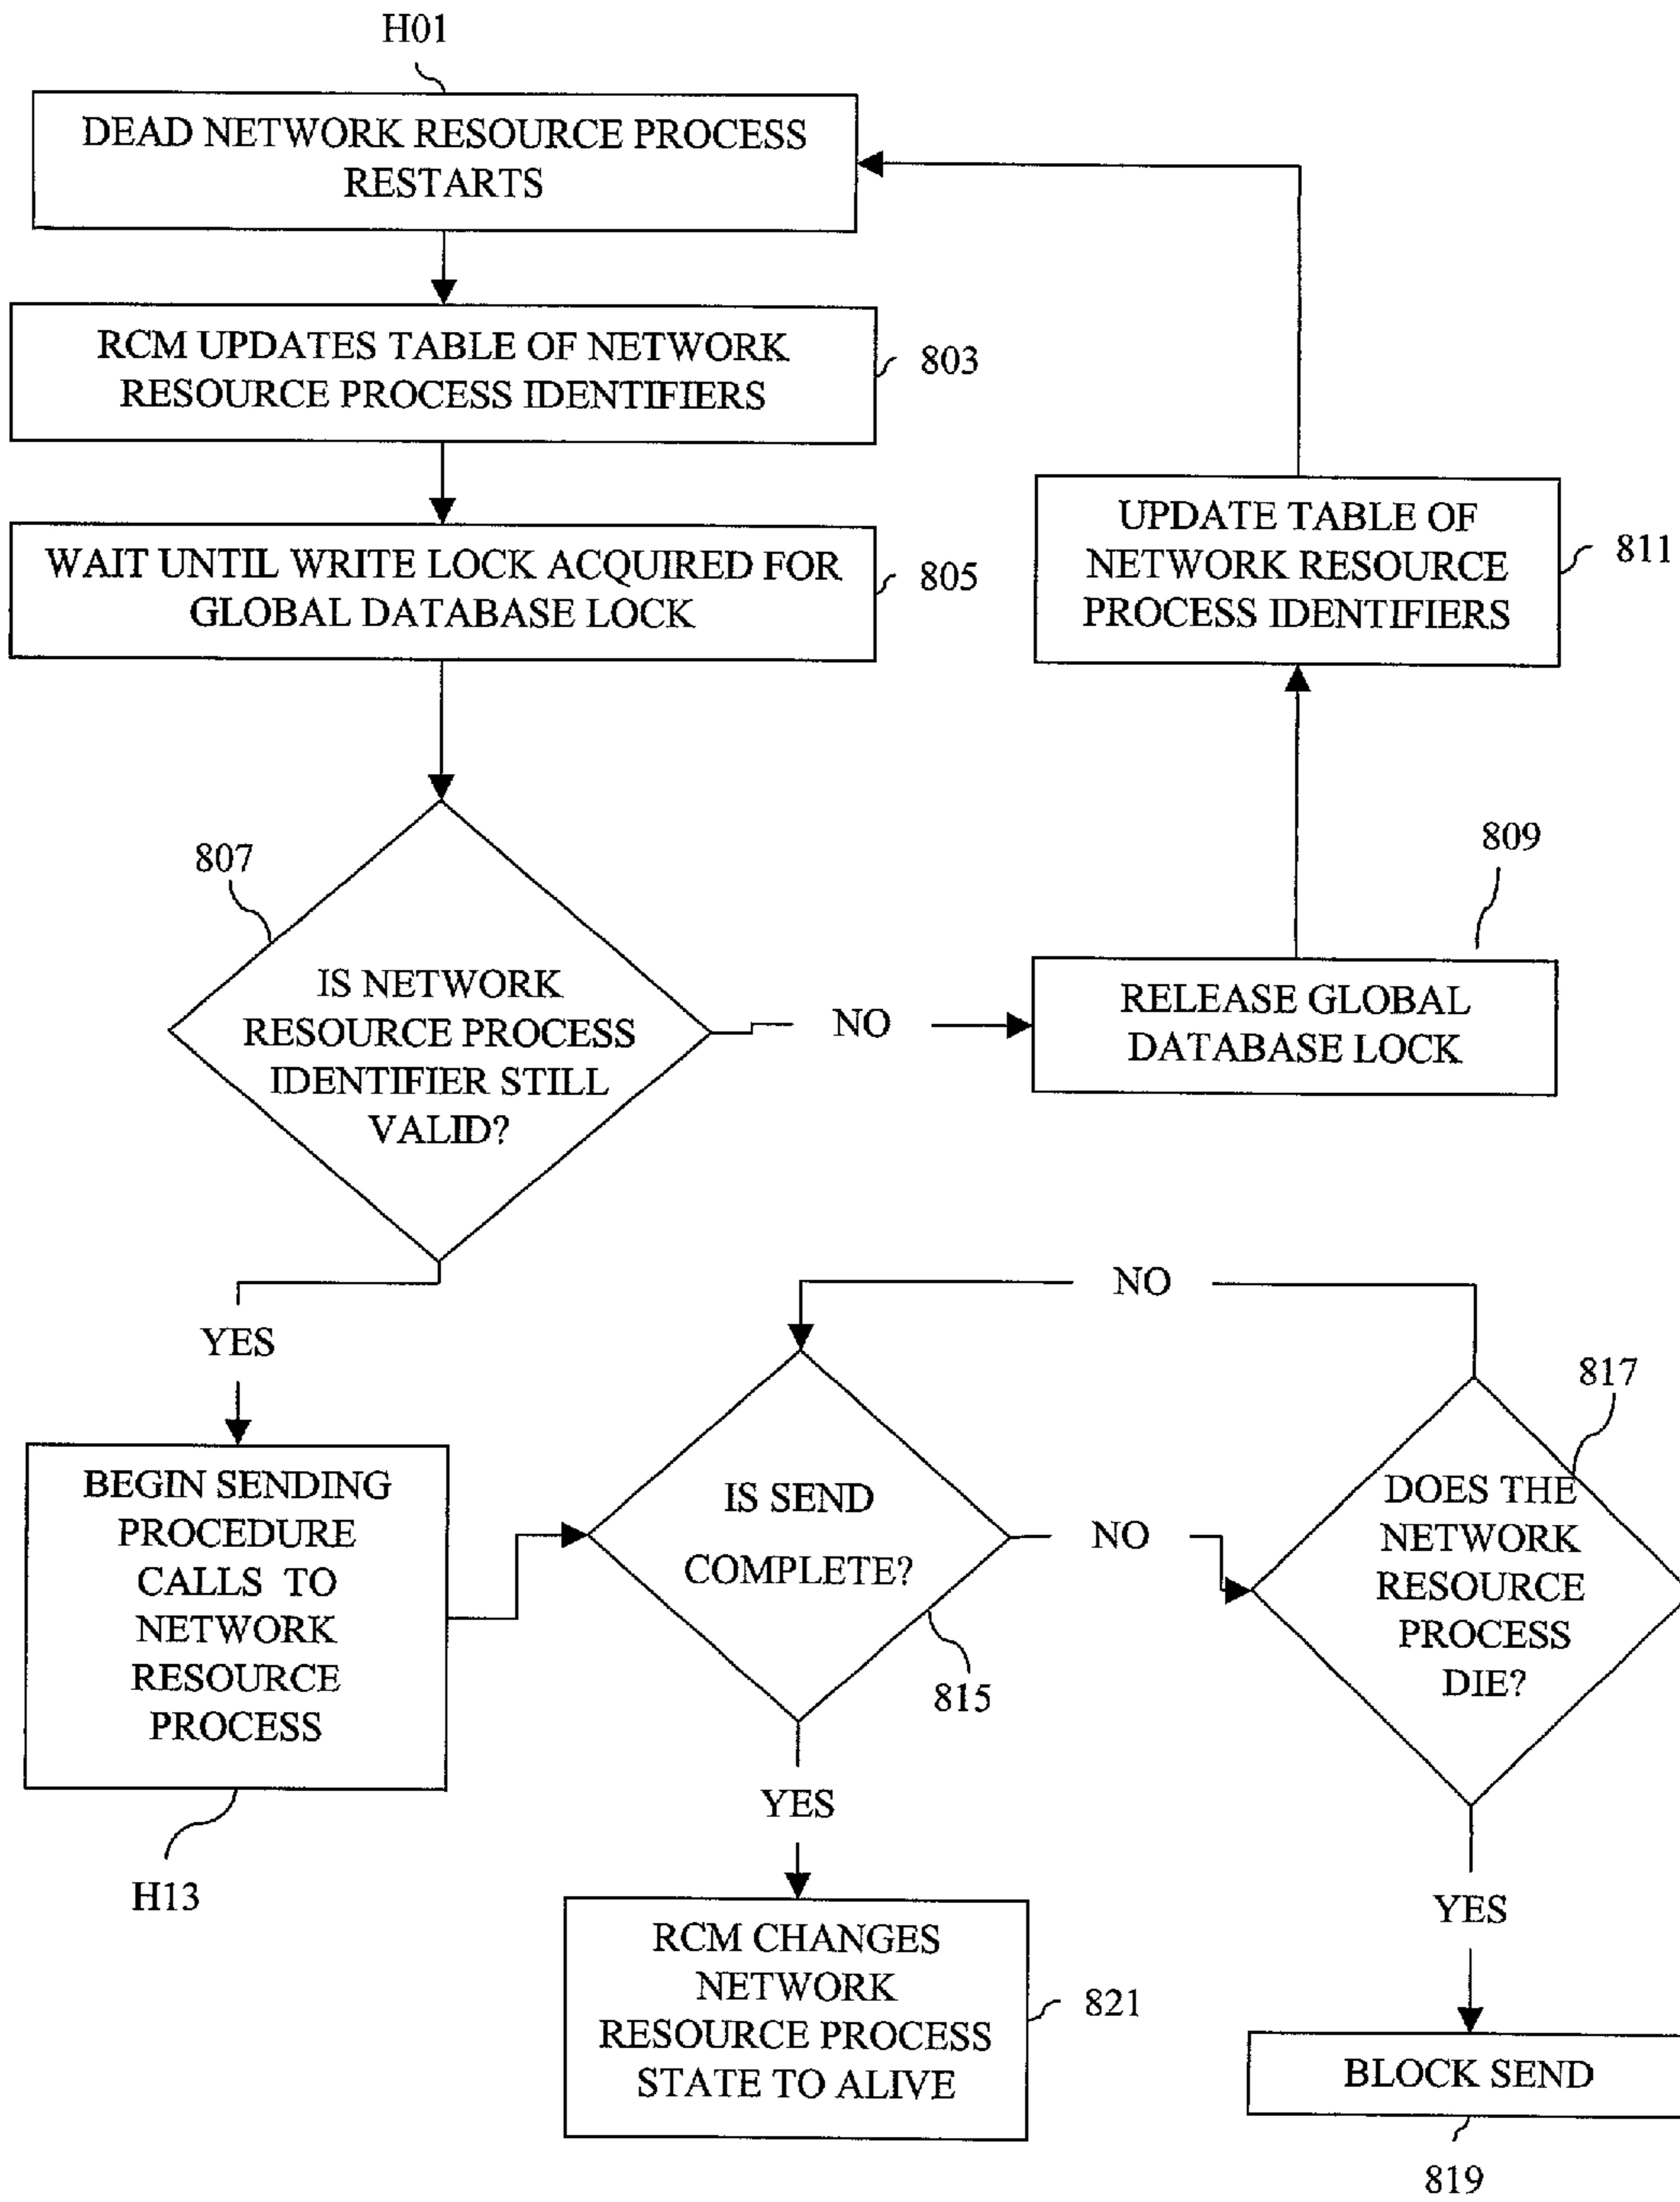 H01
DEAD NETWORK RESOURCE PROCESS
RESTARTS
RCM UPDATES TABLE OF NETWORK
RESOURCE PROCESS IDENTIFIERS
803
WAIT UNTIL WRITE LOCK ACQUIRED FOR
GLOBAL DATABASE LOCK
805
UPDATE TABLE OF
NETWORK RESOURCE
PROCESS IDENTIFIERS
811
807
IS NETWORK
RESOURCE PROCESS
IDENTIFIER STILL
VALID?
NO
809
RELEASE GLOBAL
DATABASE LOCK
YES
BEGIN SENDING
PROCEDURE
CALLS TO
NETWORK
RESOURCE
PROCESS
H13
NO
IS SEND
COMPLETE?
815
NO
817
DOES THE
NETWORK
RESOURCE
PROCESS
DIE?
YES
RCM CHANGES
NETWORK
RESOURCE PROCESS
STATE TO ALIVE
821
YES
BLOCK SEND
819